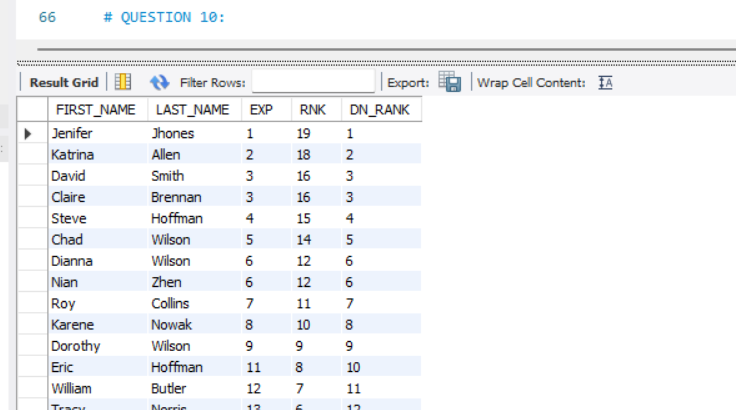 66 # QUESTION 10:
Result Grid Filter Rows: Export: Wrap Cell Content:
FIRST_NAME LAST_NAME EXP RNK DN_RANK
Jenifer Jhones 1 19 1
Katrina Allen 2 18 2
David Smith 3 16 3
Claire Brennan 3 16 3
Steve Hoffman 4 15 4
Chad Wilson 5 14 5
Dianna Wilson 6 12 6
Nian Zhen 6 12 6
Roy Collins 7 11 7
Karene Nowak 8 10 8
Dorothy Wilson 9 9 9
Eric Hoffman 11 8 10
William Butler 12 7 11
Tracy Norris 13 6 12